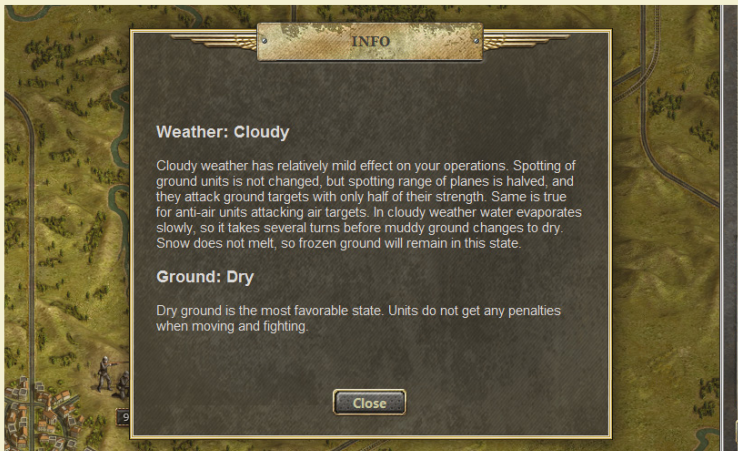 INFO
Weather: Cloudy
Cloudy weather has relatively mild effect on your operations. Spotting of
ground units is not changed, but spotting range of planes is halved, and
they attack ground targets with only half of their strength. Same is true
for anti-air units attacking air targets. In cloudy weather water evaporates
slowly, so it takes several turns before muddy ground changes to dry.
Snow does not melt, so frozen ground will remain in this state.
Ground: Dry
Dry ground is the most favorable state. Units do not get any penalties
when moving and fighting.
9
Close